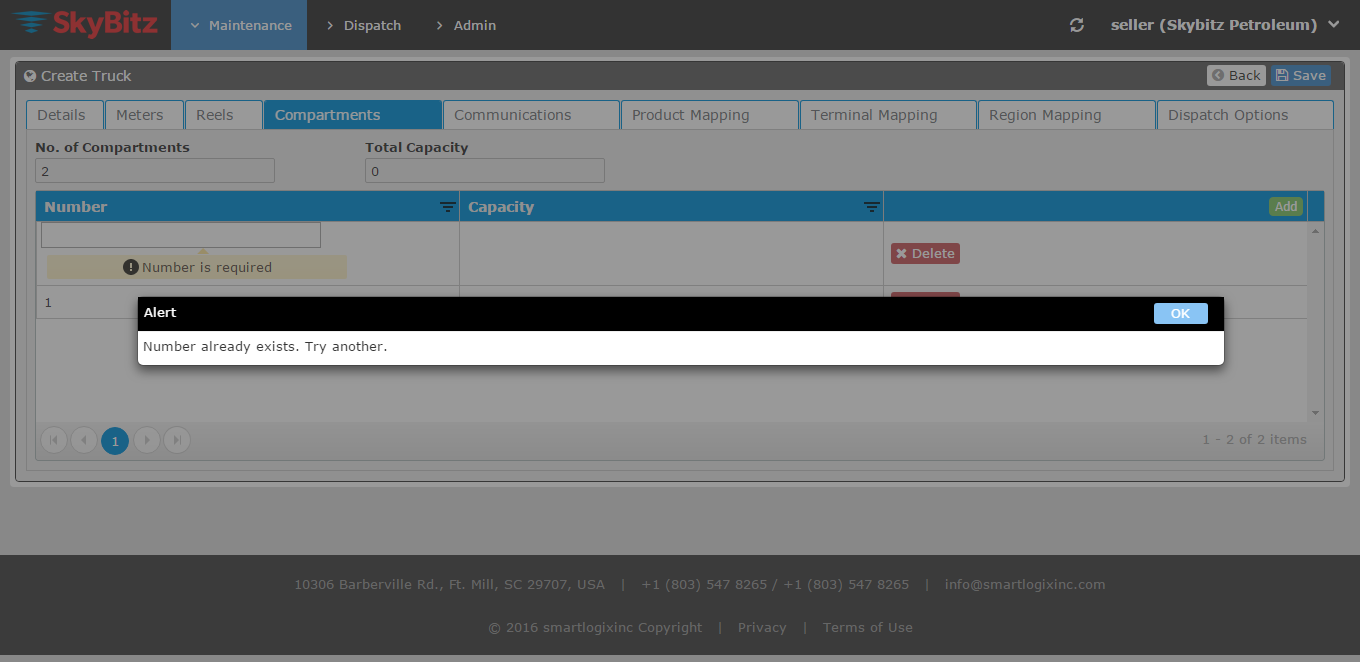 SkyBitz Maintenance Dispatch Admin seller (Skybitz Petroleum)
Create Truck Back Save
Details Meters Reels Compartments Communications Product Mapping Terminal Mapping Region Mapping Dispatch Options
No. of Compartments Total Capacity
2 0
Number Capacity Add
Number is required Delete
1
Alert OK
Number already exists. Try another.
1 1 - 2 of 2 items
10306 Barberville Rd., Ft. Mill, SC 29707, USA | +1 (803) 547 8265 / +1 (803) 547 8265 | info@smartlogixinc.com
© 2016 smartlogixinc Copyright | Privacy | Terms of Use